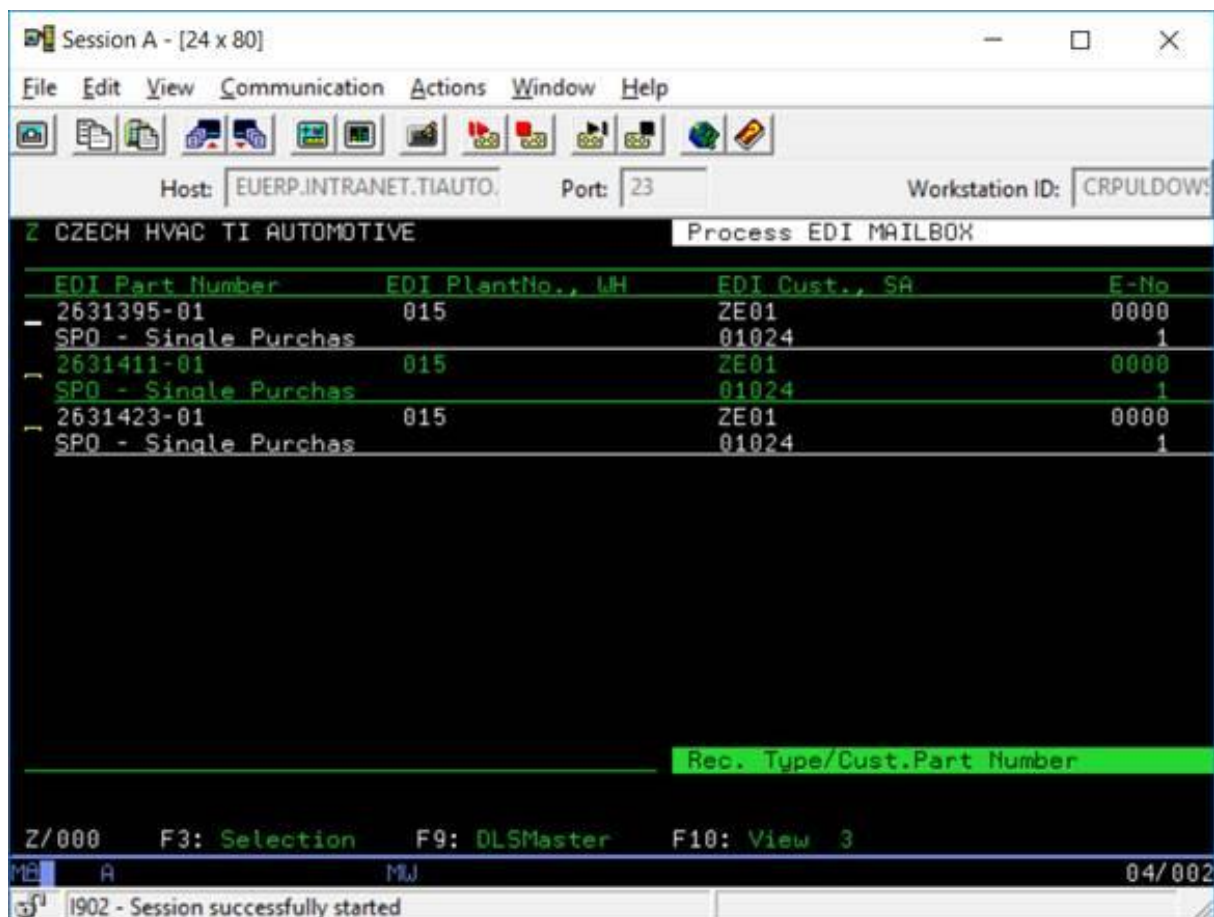 Session A - [24 x 80]
File Edit View Communication Actions Window Help
Host: EUERP.INTRANET.TIAUTO. Port: 23 Workstation ID: CRPULDOWS
Z CZECH HVAC TI AUTOMOTIVE Process EDI MAILBOX
EDI Part Number EDI PlantNo., WH EDI Cust., SA E-No
2631395-01 015 ZE01 0000
SPO - Single Purchas 01024 1
2631411-01 015 ZE01 0000
SPO - Single Purchas 01024 1
2631423-01 015 ZE01 0000
SPO - Single Purchas 01024 1
Rec. Type/Cust.Part Number
Z/000 F3: Selection F9: DLSMaster F10: View 3
A MW 04/002
I902 - Session successfully started